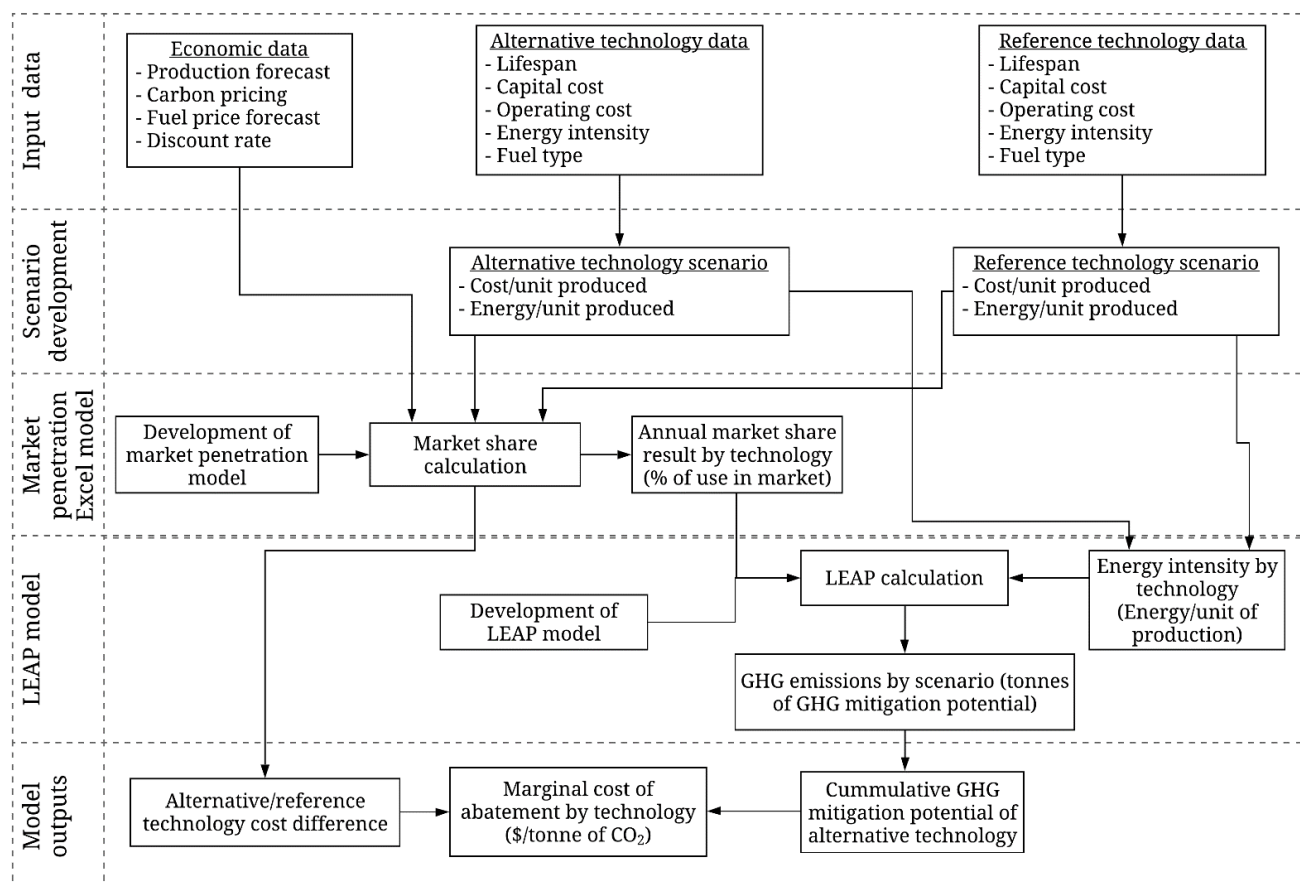 Input data
Economic data
- Production forecast
- Carbon pricing
- Fuel price forecast
- Discount rate
Alternative technology data
- Lifespan
- Capital cost
- Operating cost
- Energy intensity
- Fuel type
Reference technology data
- Lifespan
- Capital cost
- Operating cost
- Energy intensity
- Fuel type
Scenario
development
Alternative technology scenario
- Cost/unit produced
- Energy/unit produced
Reference technology scenario
- Cost/unit produced
- Energy/unit produced
Market
penetration
Excel model
Development of
market penetration
model
Market share
calculation
Annual market share
result by technology
(% of use in market)
LEAP model
Development of
LEAP model
LEAP calculation
Energy intensity by
technology
(Energy/unit of
production)
GHG emissions by scenario (tonnes
of GHG mitigation potential)
Model
outputs
Alternative/reference
technology cost difference
Marginal cost of
abatement by technology
($/tonne of CO₂)
Cummulative GHG
mitigation potential of
alternative technology